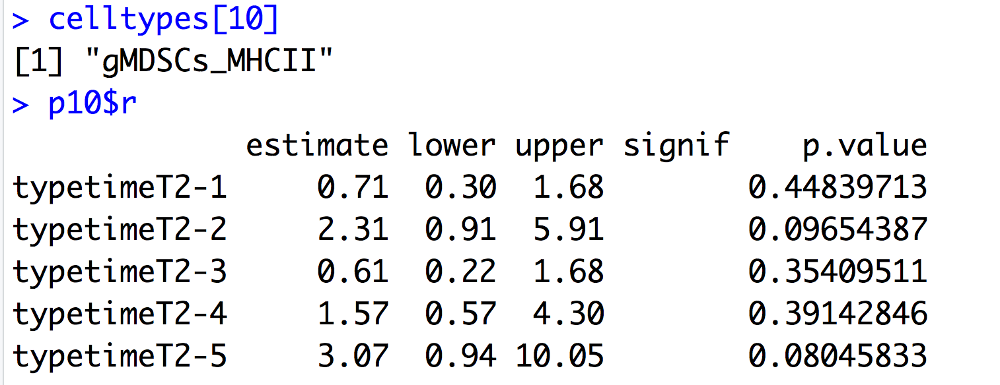 > celltypes[10]
[1] "gMDSCs_MHCII"
> p10$r
estimate lower upper signif p.value
typetimeT2-1 0.71 0.30 1.68 0.44839713
typetimeT2-2 2.31 0.91 5.91 0.09654387
typetimeT2-3 0.61 0.22 1.68 0.35409511
typetimeT2-4 1.57 0.57 4.30 0.39142846
typetimeT2-5 3.07 0.94 10.05 0.08045833